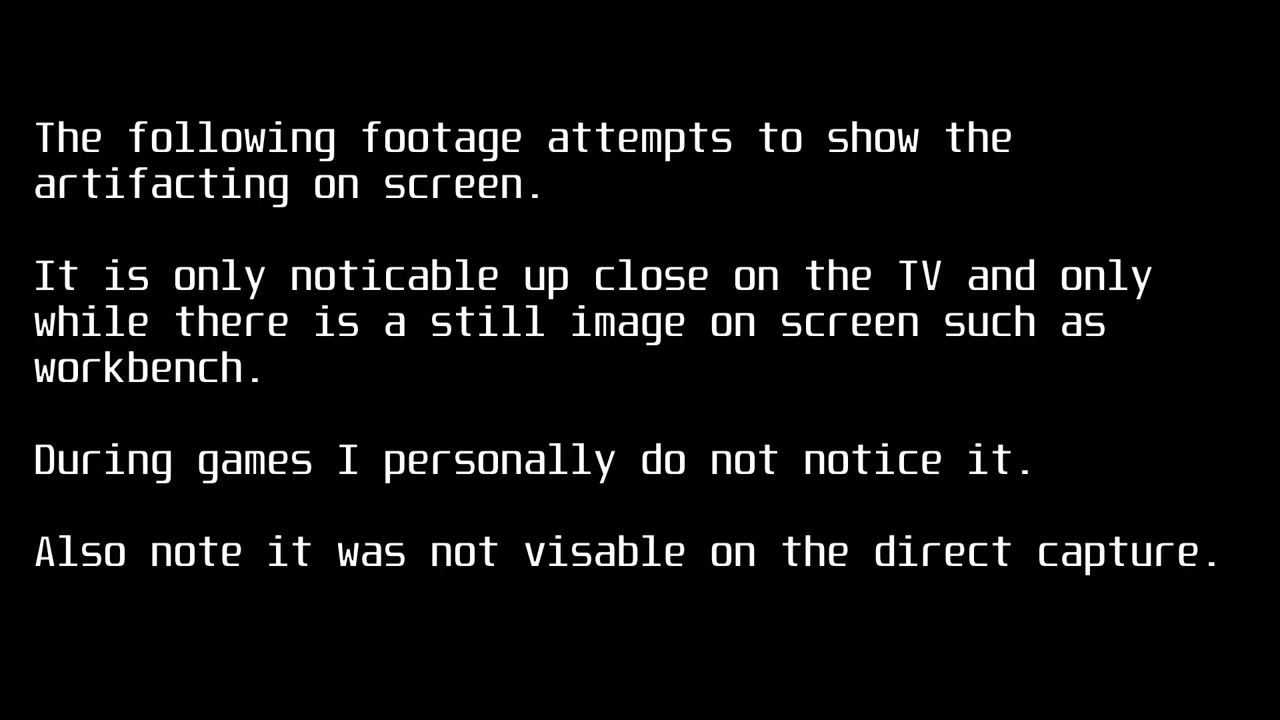 The following footage attempts to show the
artifacting on screen.
It is only noticable up close on the TV and only
while there is a still image on screen such as
workbench.
During games I personally do not notice it.
Also note it was not visable on the direct capture.